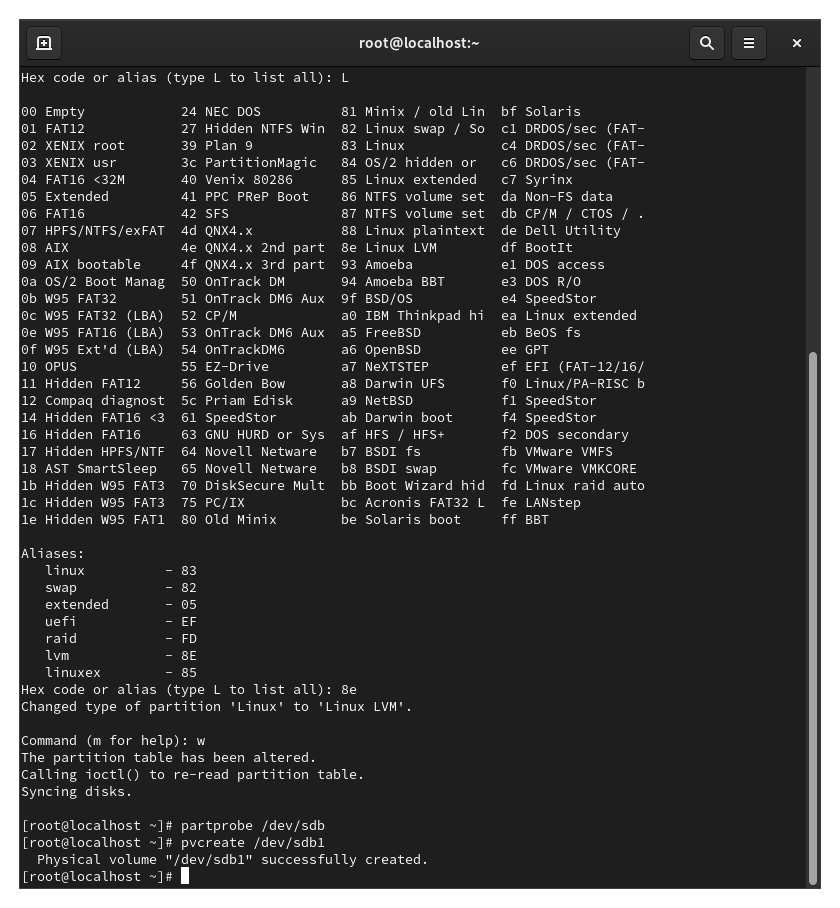 root@localhost:~
Hex code or alias (type L to list all): L
00 Empty            24 NEC DOS          81 Minix / old Lin  bf Solaris
01 FAT12            27 Hidden NTFS Win  82 Linux swap / So  c1 DRDOS/sec (FAT-
02 XENIX root       39 Plan 9           83 Linux            c4 DRDOS/sec (FAT-
03 XENIX usr        3c PartitionMagic   84 OS/2 hidden or   c6 DRDOS/sec (FAT-
04 FAT16 <32M       40 Venix 80286      85 Linux extended   c7 Syrinx
05 Extended         41 PPC PReP Boot    86 NTFS volume set  da Non-FS data
06 FAT16            42 SFS              87 NTFS volume set  db CP/M / CTOS / .
07 HPFS/NTFS/exFAT  4d QNX4.x           88 Linux plaintext  de Dell Utility
08 AIX              4e QNX4.x 2nd part  8e Linux LVM        df BootIt
09 AIX bootable     4f QNX4.x 3rd part  93 Amoeba           e1 DOS access
0a OS/2 Boot Manag  50 OnTrack DM       94 Amoeba BBT       e3 DOS R/O
0b W95 FAT32        51 OnTrack DM6 Aux  9f BSD/OS           e4 SpeedStor
0c W95 FAT32 (LBA)  52 CP/M             a0 IBM Thinkpad hi  ea Linux extended
0e W95 FAT16 (LBA)  53 OnTrack DM6 Aux  a5 FreeBSD          eb BeOS fs
0f W95 Ext'd (LBA)  54 OnTrackDM6       a6 OpenBSD          ee GPT
10 OPUS             55 EZ-Drive         a7 NeXTSTEP         ef EFI (FAT-12/16/
11 Hidden FAT12     56 Golden Bow       a8 Darwin UFS       f0 Linux/PA-RISC b
12 Compaq diagnost  5c Priam Edisk      a9 NetBSD           f1 SpeedStor
14 Hidden FAT16 <3  61 SpeedStor        ab Darwin boot      f4 SpeedStor
16 Hidden FAT16     63 GNU HURD or Sys  af HFS / HFS+       f2 DOS secondary
17 Hidden HPFS/NTF  64 Novell Netware   b7 BSDI fs          fb VMware VMFS
18 AST SmartSleep   65 Novell Netware   b8 BSDI swap        fc VMware VMKCORE
1b Hidden W95 FAT3  70 DiskSecure Mult  bb Boot Wizard hid  fd Linux raid auto
1c Hidden W95 FAT3  75 PC/IX            bc Acronis FAT32 L  fe LANstep
1e Hidden W95 FAT1  80 Old Minix        be Solaris boot     ff BBT
Aliases:
   linux          - 83
   swap           - 82
   extended       - 05
   uefi           - EF
   raid           - FD
   lvm            - 8E
   linuxex        - 85
Hex code or alias (type L to list all): 8e
Changed type of partition 'Linux' to 'Linux LVM'.
Command (m for help): w
The partition table has been altered.
Calling ioctl() to re-read partition table.
Syncing disks.
[root@localhost ~]# partprobe /dev/sdb
[root@localhost ~]# pvcreate /dev/sdb1
  Physical volume "/dev/sdb1" successfully created.
[root@localhost ~]#